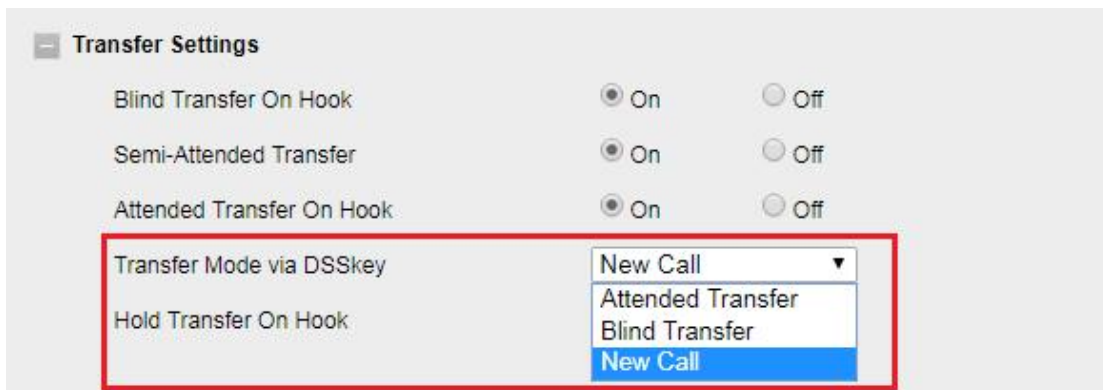 Transfer Settings
Blind Transfer On Hook On Off
Semi-Attended Transfer On Off
Attended Transfer On Hook On Off
Transfer Mode via DSSkey New Call
Attended Transfer
Hold Transfer On Hook Blind Transfer
New Call